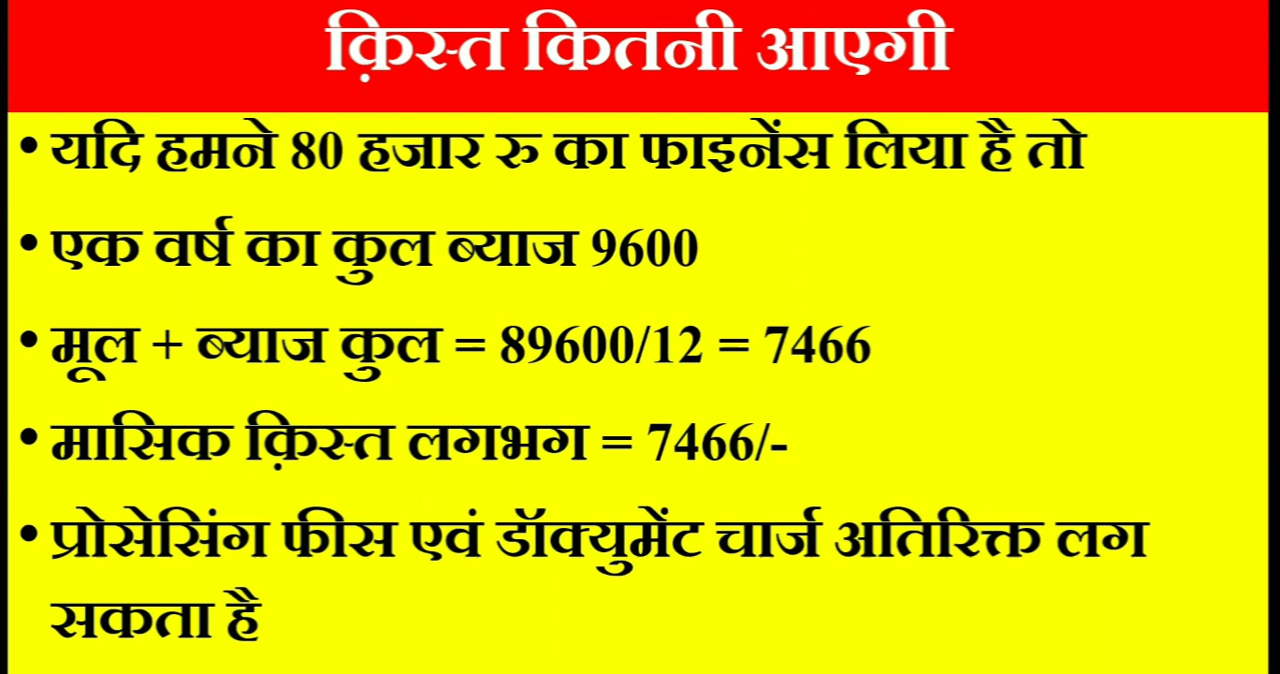 क़िस्त कितनी आएगी
• यदि हमने 80 हजार रु का फाइनेंस लिया है तो
• एक वर्ष का कुल ब्याज 9600
• मूल + ब्याज कुल = 89600/12 = 7466
• मासिक क़िस्त लगभग = 7466/-
• प्रोसेसिंग फीस एवं डॉक्युमेंट चार्ज अतिरिक्त लग
सकता है